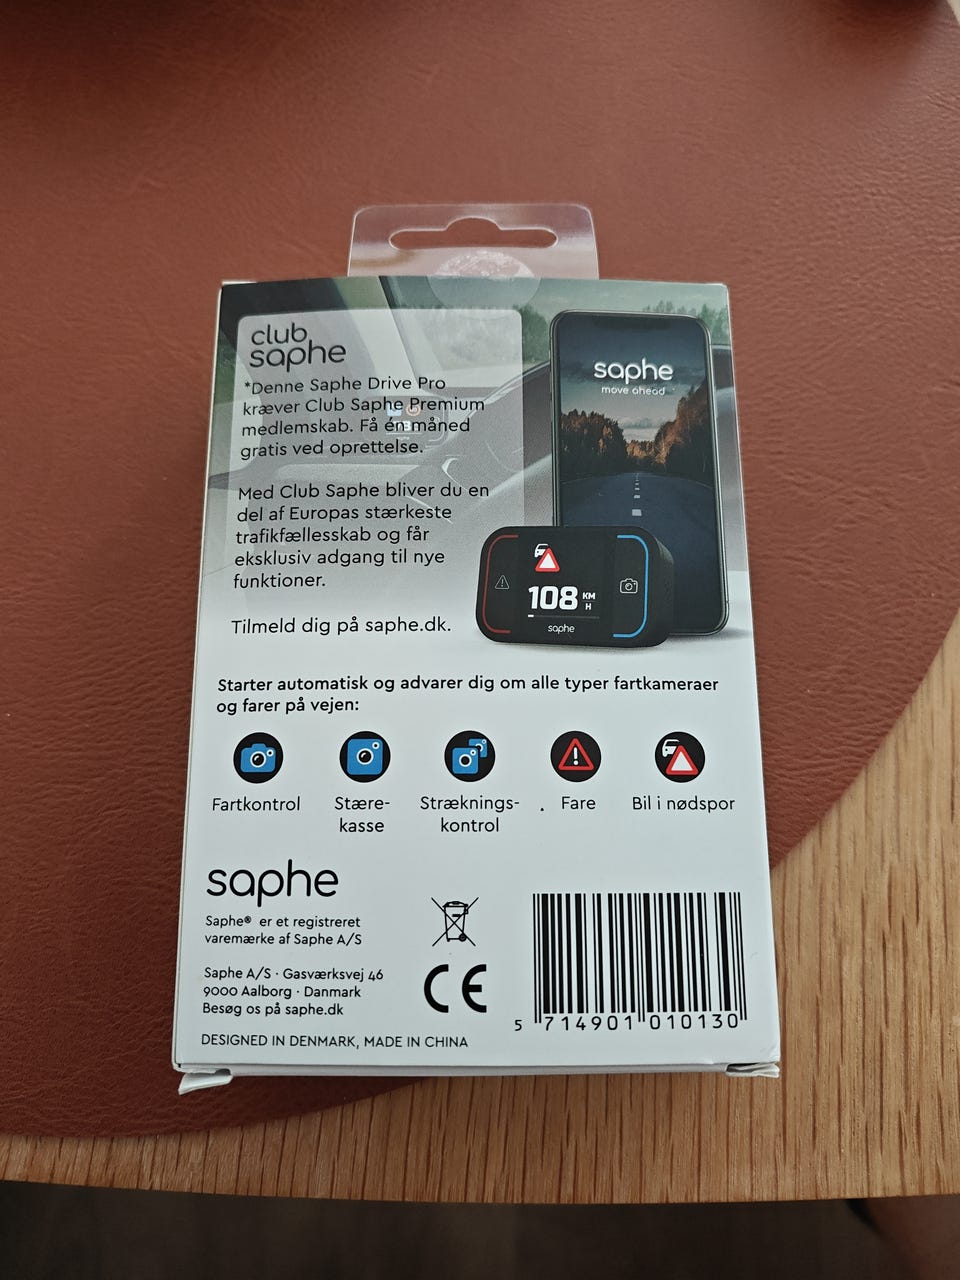 club
saphe
*Denne Saphe Drive Pro
kræver Club Saphe Premium
medlemskab. Få én måned
gratis ved oprettelse.
Med Club Saphe bliver du en
del af Europas stærkeste
trafikfællesskab og får
eksklusiv adgang til nye
funktioner.
Tilmeld dig på saphe.dk.
saphe
move ahead
108 KM
H
saphe
Starter automatisk og advarer dig om alle typer fartkameraer
og farer på vejen:
Fartkontrol
Stære-
kasse
Stræknings-
kontrol
Fare
Bil i nødspor
saphe
Saphe® er et registreret
varemærke af Saphe A/S
Saphe A/S · Gasværksvej 46
9000 Aalborg · Danmark
Besøg os på saphe.dk
DESIGNED IN DENMARK, MADE IN CHINA
CE
5 714901 010130